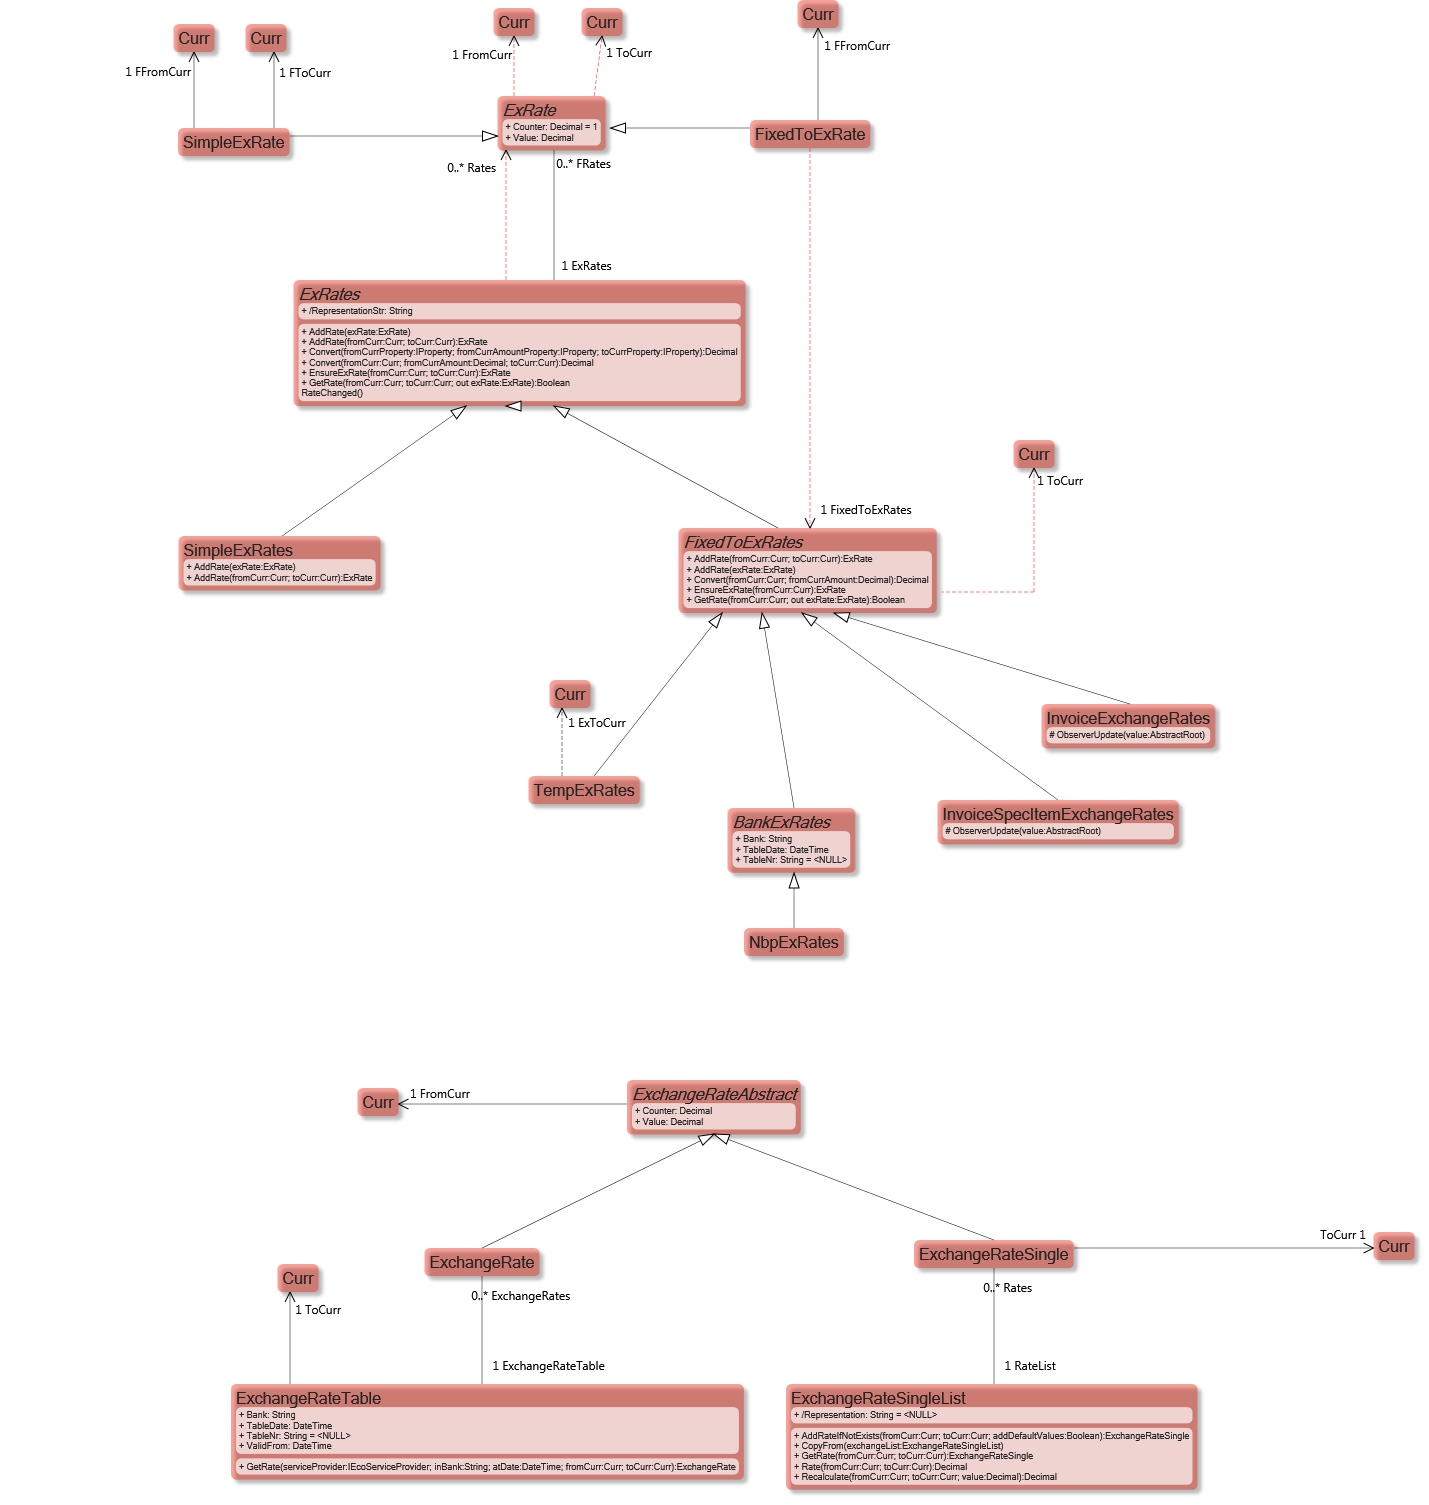 Curr
Curr
Curr
Curr
Curr
1 FFromCurr
1 FToCurr
1 FromCurr
1 ToCurr
1 FFromCurr
SimpleExRate
ExRate
+ Counter: Decimal = 1
+ Value: Decimal
FixedToExRate
0..* Rates
0..* FRates
1 ExRates
ExRates
+ /RepresentationStr: String
+ AddRate(exRate:ExRate)
+ AddRate(fromCurr:Curr; toCurr:Curr):ExRate
+ Convert(fromCurrProperty:IProperty; fromCurrAmountProperty:IProperty; toCurrProperty:IProperty):Decimal
+ Convert(fromCurr:Curr; fromCurrAmount:Decimal; toCurr:Curr):Decimal
+ EnsureExRate(fromCurr:Curr; toCurr:Curr):ExRate
+ GetRate(fromCurr:Curr; toCurr:Curr; out exRate:ExRate):Boolean
RateChanged()
Curr
1 ToCurr
1 FixedToExRates
SimpleExRates
+ AddRate(exRate:ExRate)
+ AddRate(fromCurr:Curr; toCurr:Curr):ExRate
FixedToExRates
+ AddRate(fromCurr:Curr; toCurr:Curr):ExRate
+ AddRate(exRate:ExRate)
+ Convert(fromCurr:Curr; fromCurrAmount:Decimal):Decimal
+ EnsureRate(fromCurr:Curr):ExRate
+ GetRate(fromCurr:Curr; out exRate:ExRate):Boolean
Curr
1 ExToCurr
TempExRates
InvoiceExchangeRates
# ObserverUpdate(value:AbstractRoot)
BankExRates
+ Bank: String
+ TableDate: DateTime
+ TableNr: String = <NULL>
InvoiceSpecItemExchangeRates
# ObserverUpdate(value:AbstractRoot)
NbpExRates
Curr
1 FromCurr
ExchangeRateAbstract
+ Counter: Decimal
+ Value: Decimal
ExchangeRate
ExchangeRateSingle
ToCurr 1
Curr
Curr
1 ToCurr
0..* ExchangeRates
0..* Rates
1 ExchangeRateTable
1 RateList
ExchangeRateTable
+ Bank: String
+ TableDate: DateTime
+ TableNr: String = <NULL>
+ ValidFrom: DateTime
+ GetRate(serviceProvider:IEcoServiceProvider; inBank:String; atDate:DateTime; fromCurr:Curr; toCurr:Curr):ExchangeRate
ExchangeRateSingleList
+ /Representation: String = <NULL>
+ AddRateIfNotExists(fromCurr:Curr; toCurr:Curr; addDefaultValues:Boolean):ExchangeRateSingle
+ CopyFrom(exchangeList:ExchangeRateSingleList)
+ GetRate(fromCurr:Curr; toCurr:Curr):ExchangeRateSingle
+ Rate(fromCurr:Curr; toCurr:Curr):Decimal
+ Recalculate(fromCurr:Curr; toCurr:Curr; value:Decimal):Decimal